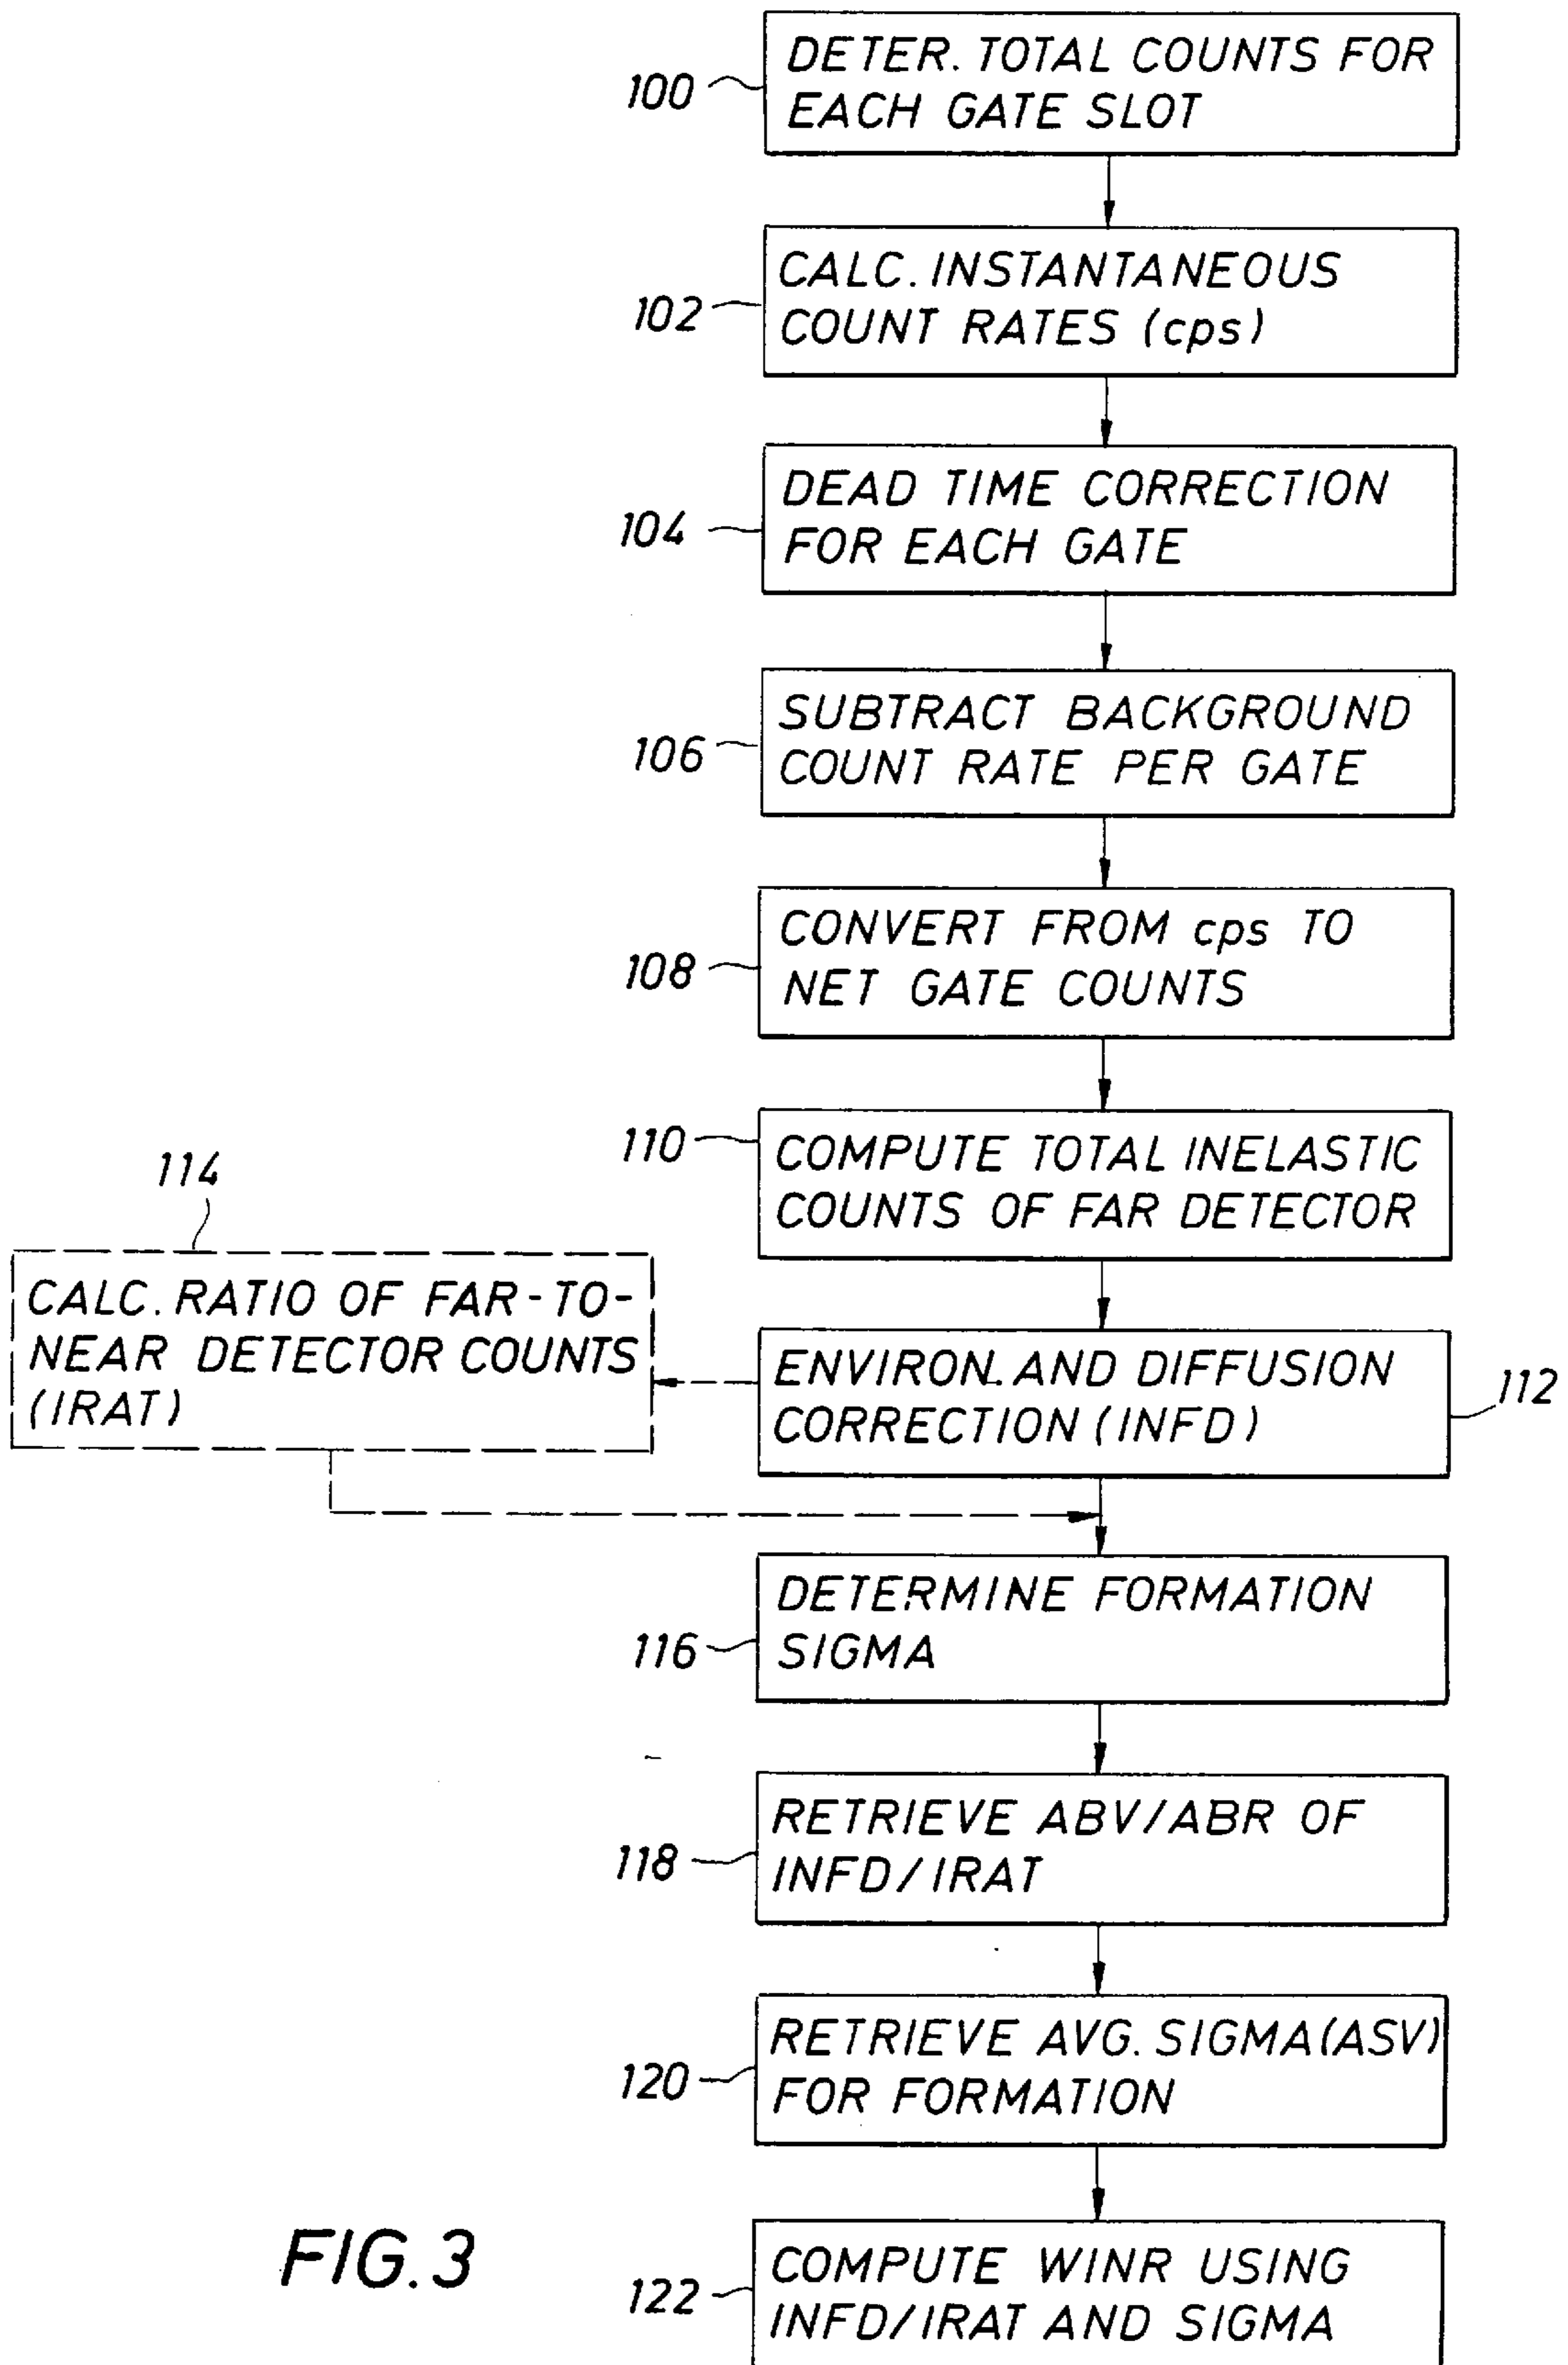 100
DETER. TOTAL COUNTS FOR
EACH GATE SLOT
102
CALC. INSTANTANEOUS
COUNT RATES (cps)
104
DEAD TIME CORRECTION
FOR EACH GATE
106
SUBTRACT BACKGROUND
COUNT RATE PER GATE
108
CONVERT FROM cps TO
NET GATE COUNTS
110
COMPUTE TOTAL INELASTIC
COUNTS OF FAR DETECTOR
114
CALC. RATIO OF FAR-TO-
NEAR DETECTOR COUNTS
(IRAT)
ENVIRON. AND DIFFUSION
CORRECTION (INFD)
112
116
DETERMINE FORMATION
SIGMA
118
RETRIEVE ABV/ABR OF
INFD/IRAT
120
RETRIEVE AVG. SIGMA (ASV)
FOR FORMATION
122
COMPUTE WINR USING
INFD/IRAT AND SIGMA
FIG. 3